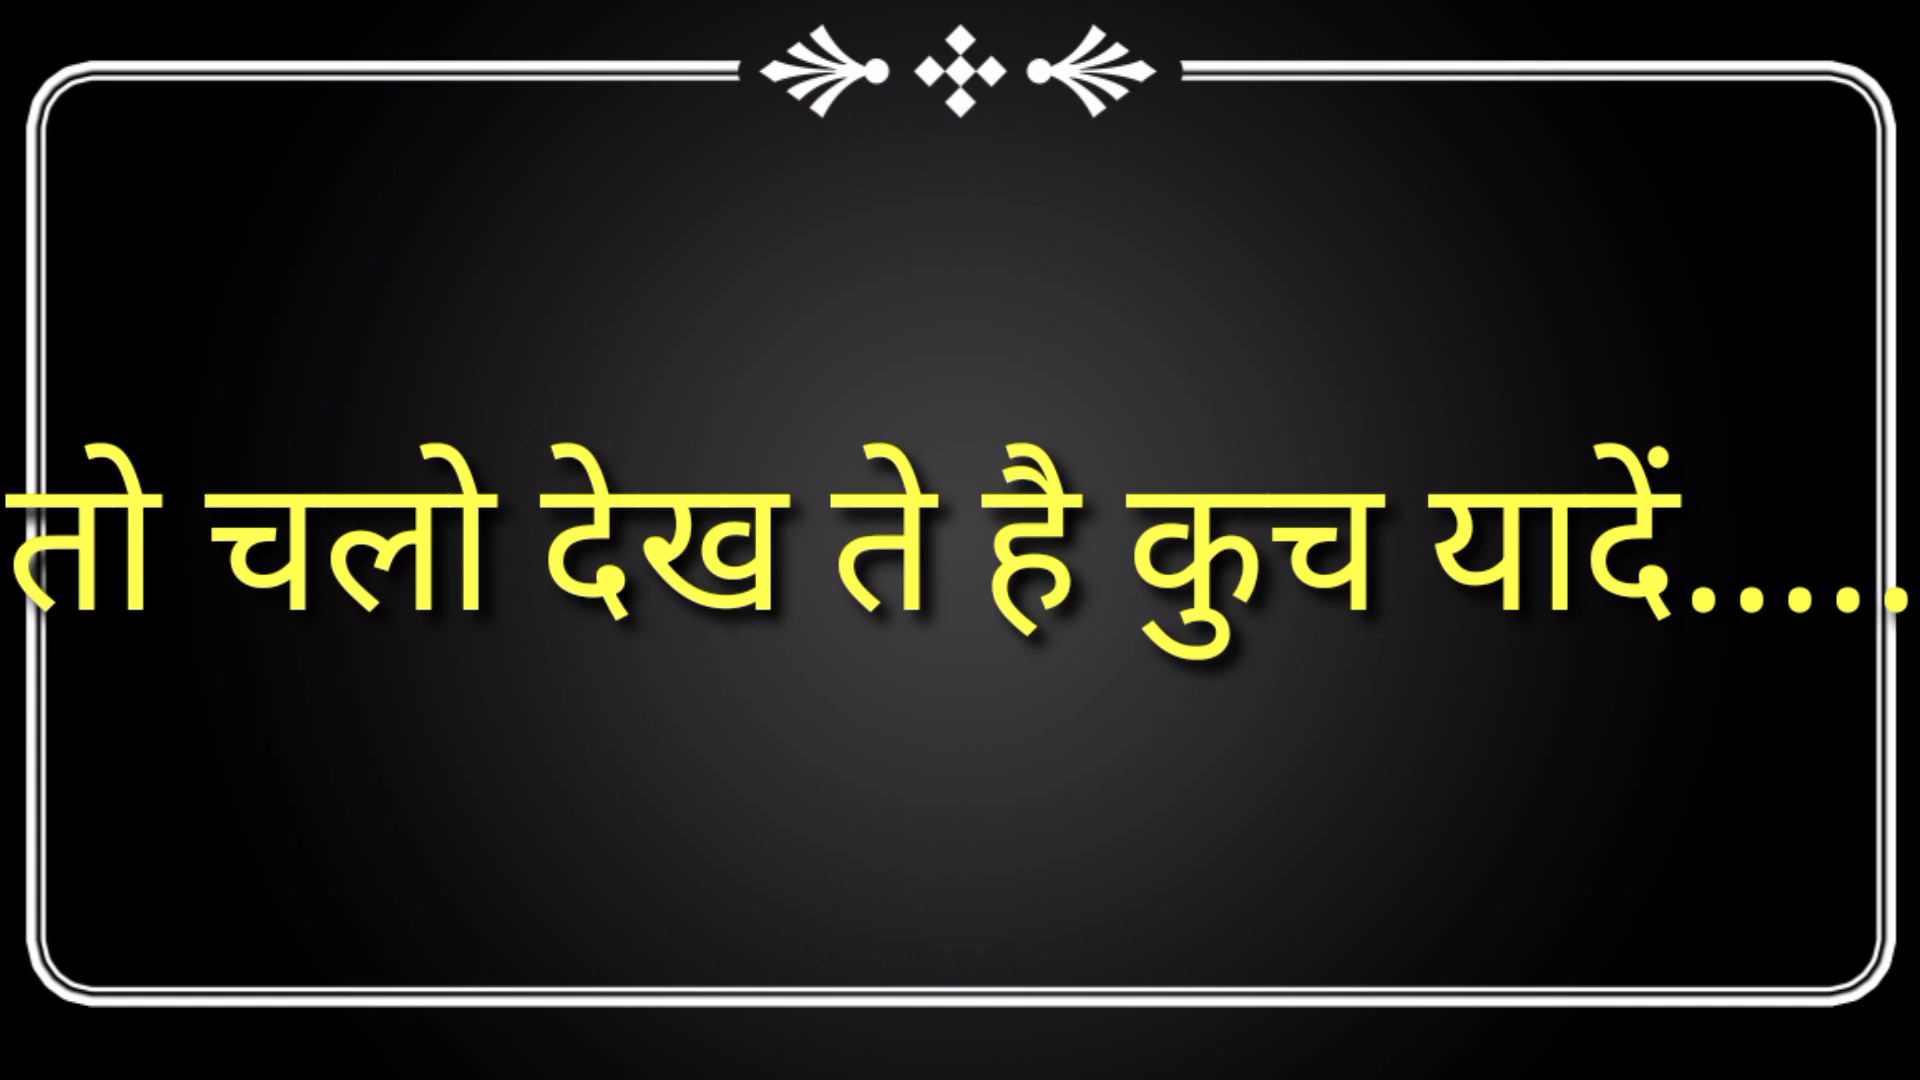 तो चलो देख ते है कुच यादें.....